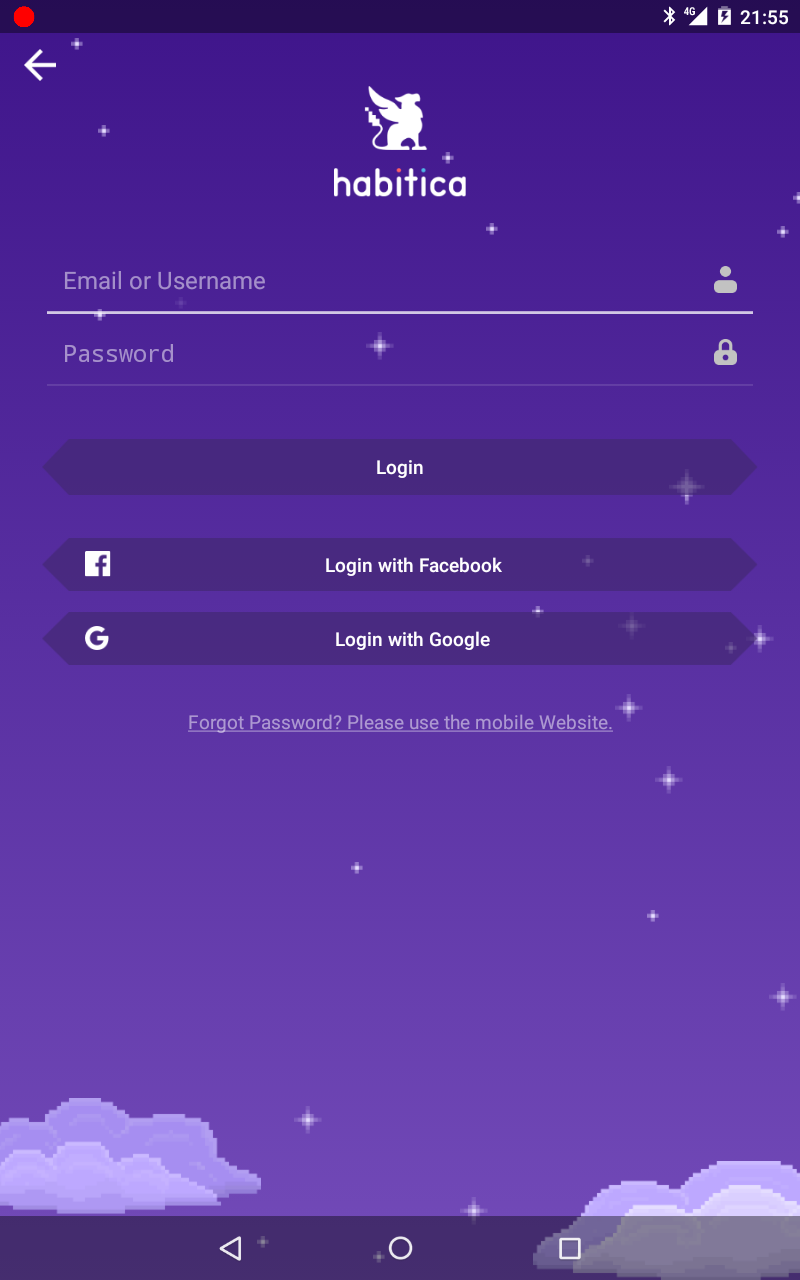 4G 21:55
habitica
Email or Username
Password
Login
Login with Facebook
G Login with Google
Forgot Password? Please use the mobile Website.